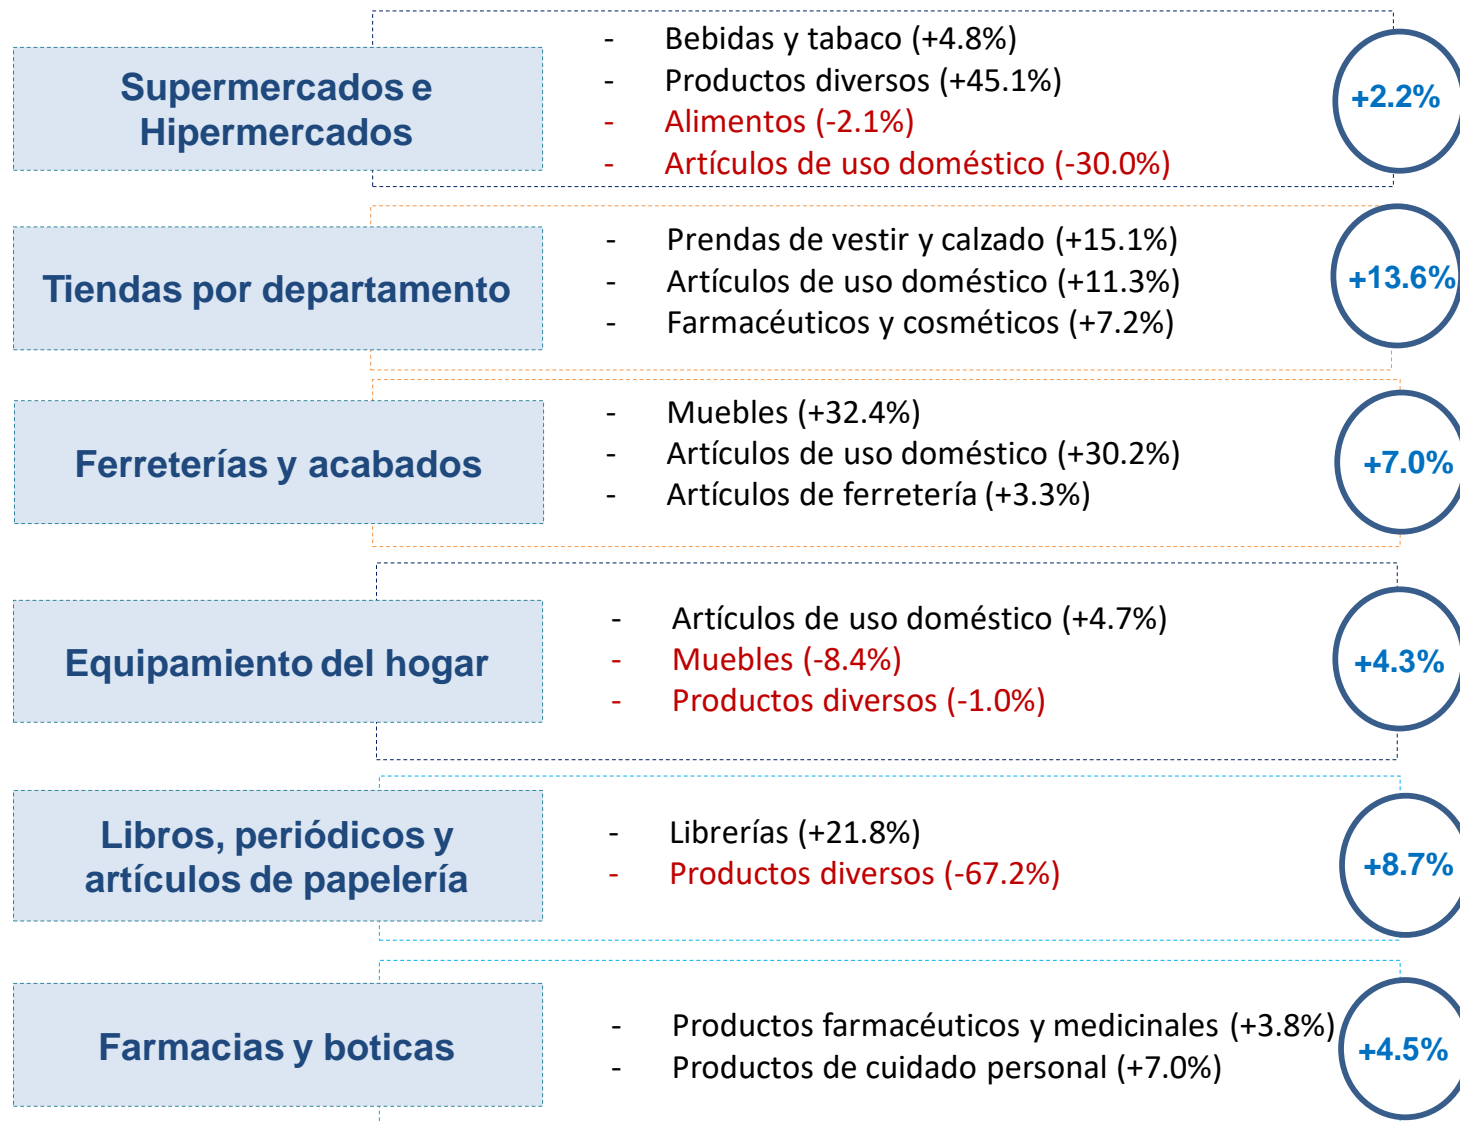 Supermercados e
Hipermercados
- Bebidas y tabaco (+4.8%)
- Productos diversos (+45.1%)
- Alimentos (-2.1%)
- Artículos de uso doméstico (-30.0%)
+2.2%
Tiendas por departamento
- Prendas de vestir y calzado (+15.1%)
- Artículos de uso doméstico (+11.3%)
- Farmacéuticos y cosméticos (+7.2%)
+13.6%
Ferreterías y acabados
- Muebles (+32.4%)
- Artículos de uso doméstico (+30.2%)
- Artículos de ferretería (+3.3%)
+7.0%
Equipamiento del hogar
- Artículos de uso doméstico (+4.7%)
- Muebles (-8.4%)
- Productos diversos (-1.0%)
+4.3%
Libros, periódicos y
artículos de papelería
- Librerías (+21.8%)
- Productos diversos (-67.2%)
+8.7%
Farmacias y boticas
- Productos farmacéuticos y medicinales (+3.8%)
- Productos de cuidado personal (+7.0%)
+4.5%